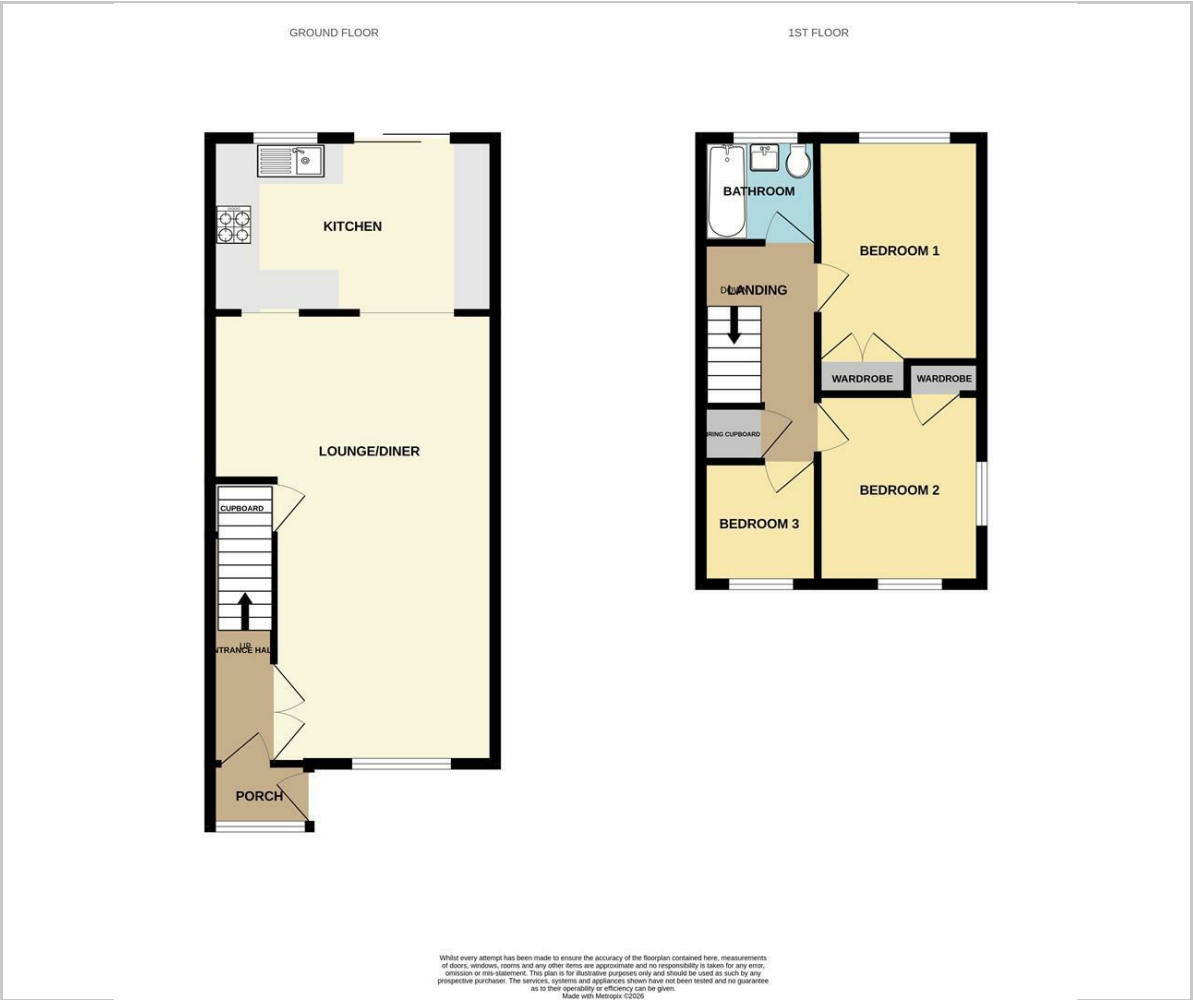 GROUND FLOOR
1ST FLOOR
KITCHEN
LOUNGE/DINER
CUPBOARD
UP
NTRANCE HAL
PORCH
BATHROOM
BEDROOM 1
DOWN
LANDING
WARDROBE
WARDROBE
IRING CUPBOARD
BEDROOM 2
BEDROOM 3
Whilst every attempt has been made to ensure the accuracy of the floorplan contained here, measurements
of doors, windows, rooms and any other items are approximate and no responsibility is taken for any error,
omission or mis-statement. This plan is for illustrative purposes only and should be used as such by any
prospective purchaser. The services, systems and appliances shown have not been tested and no guarantee
as to their operability or efficiency can be given.
Made with Metropix ©2026